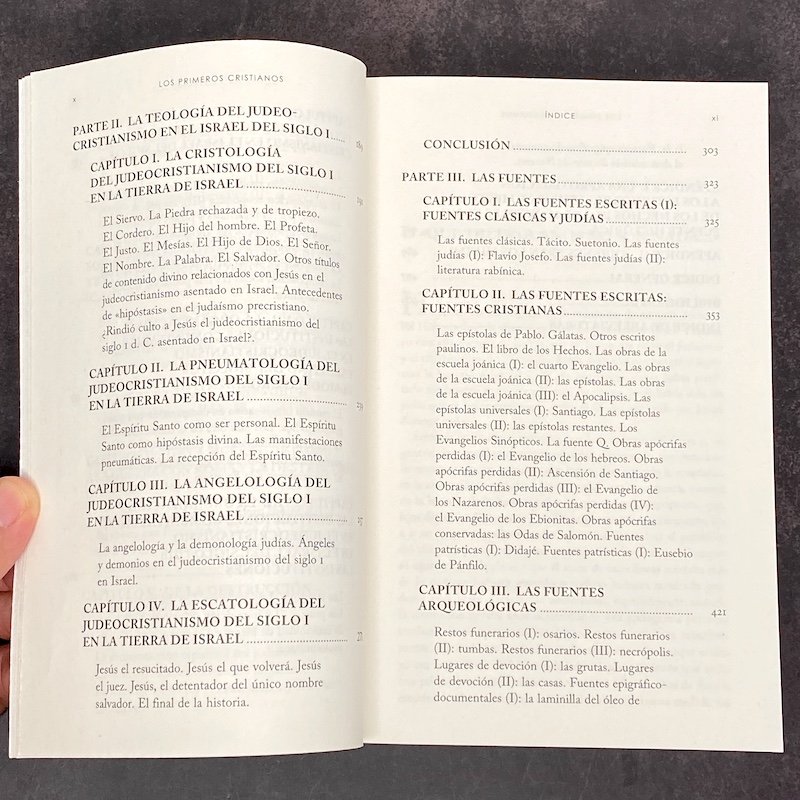 LOS PRIMEROS CRISTIANOS
x
PARTE II. LA TEOLOGÍA DEL JUDEO-
CRISTIANISMO EN EL ISRAEL DEL SIGLO I ..... 189
CAPÍTULO I. LA CRISTOLOGÍA
DEL JUDEOCRISTIANISMO DEL SIGLO I
EN LA TIERRA DE ISRAEL ............................ 191
El Siervo. La Piedra rechazada y de tropiezo.
El Cordero. El Hijo del hombre. El Profeta.
El Justo. El Mesías. El Hijo de Dios. El Señor.
El Nombre. La Palabra. El Salvador. Otros títulos
de contenido divino relacionados con Jesús en el
judeocristianismo asentado en Israel. Antecedentes
de «hipóstasis» en el judaísmo precristiano.
¿Rindió culto a Jesús el judeocristianismo del
siglo I d. C. asentado en Israel?.
CAPÍTULO II. LA PNEUMATOLOGÍA DEL
JUDEOCRISTIANISMO DEL SIGLO I
EN LA TIERRA DE ISRAEL ............................ 239
El Espíritu Santo como ser personal. El Espíritu
Santo como hipóstasis divina. Las manifestaciones
pneumáticas. La recepción del Espíritu Santo.
CAPÍTULO III. LA ANGELOLOGÍA DEL
JUDEOCRISTIANISMO DEL SIGLO I
EN LA TIERRA DE ISRAEL ............................
La angelología y la demonología judías. Ángeles
y demonios en el judeocristianismo del siglo I
en Israel.
CAPÍTULO IV. LA ESCATOLOGÍA DEL
JUDEOCRISTIANISMO DEL SIGLO I
EN LA TIERRA DE ISRAEL ............................
Jesús el resucitado. Jesús el que volverá. Jesús
el juez. Jesús, el detentador del único nombre
salvador. El final de la historia.
ÍNDICE
xi
CONCLUSIÓN ............................................ 303
PARTE III. LAS FUENTES ............................ 323
CAPÍTULO I. LAS FUENTES ESCRITAS (I):
FUENTES CLÁSICAS Y JUDÍAS .................... 325
Las fuentes clásicas. Tácito. Suetonio. Las fuentes
judías (I): Flavio Josefo. Las fuentes judías (II):
literatura rabínica.
CAPÍTULO II. LAS FUENTES ESCRITAS:
FUENTES CRISTIANAS ............................ 353
Las epístolas de Pablo. Gálatas. Otros escritos
paulinos. El libro de los Hechos. Las obras de la
escuela joánica (I): el cuarto Evangelio. Las obras
de la escuela joánica (II): las epístolas. Las obras
de la escuela joánica (III): el Apocalipsis. Las
epístolas universales (I): Santiago. Las epístolas
universales (II): las epístolas restantes. Los
Evangelios Sinópticos. La fuente Q. Obras apócrifas
perdidas (I): el Evangelio de los hebreos. Obras
apócrifas perdidas (II): Ascensión de Santiago.
Obras apócrifas perdidas (III): el Evangelio de
los Nazarenos. Obras apócrifas perdidas (IV):
el Evangelio de los Ebionitas. Obras apócrifas
conservadas: las Odas de Salomón. Fuentes
patrísticas (I): Didajé. Fuentes patrísticas (I): Eusebio
de Pánfilo.
CAPÍTULO III. LAS FUENTES
ARQUEOLÓGICAS .................................... 421
Restos funerarios (I): osarios. Restos funerarios
(II): tumbas. Restos funerarios (III): necrópolis.
Lugares de devoción (I): las grutas. Lugares
de devoción (II): las casas. Fuentes epigráfico-
documentales (I): la laminilla del óleo de